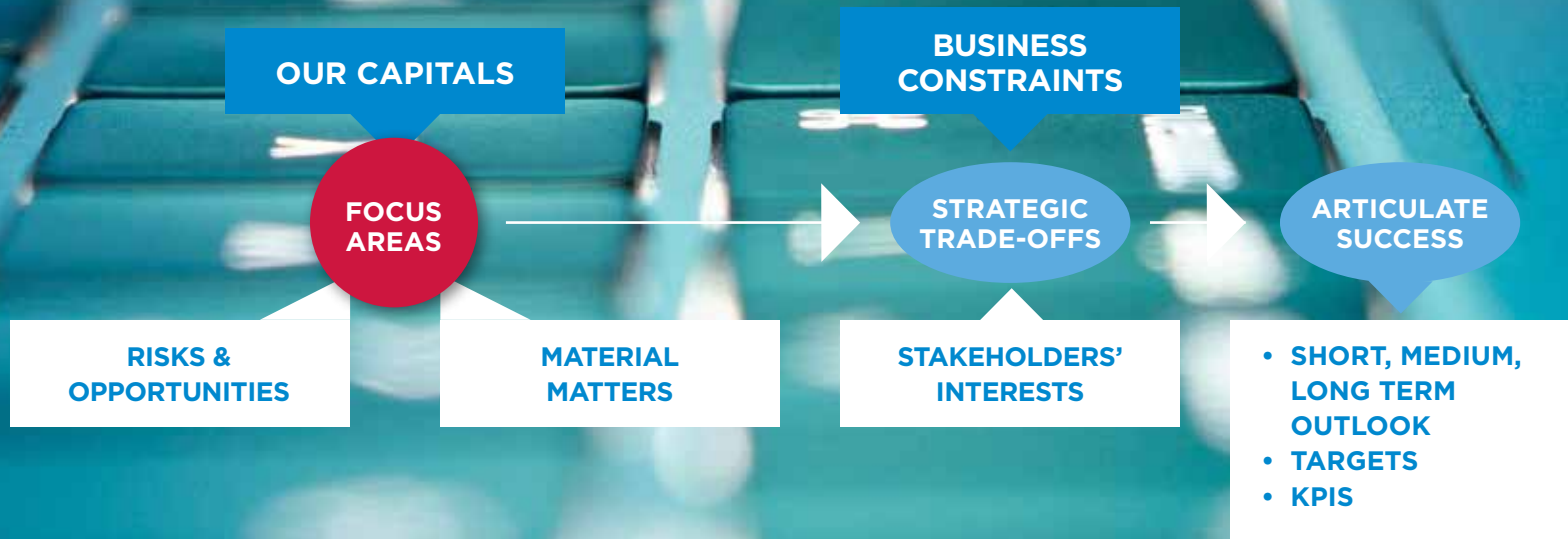 OUR CAPITALS
BUSINESS
CONSTRAINTS
FOCUS
AREAS
STRATEGIC
TRADE-OFFS
ARTICULATE
SUCCESS
RISKS &
OPPORTUNITIES
MATERIAL
MATTERS
STAKEHOLDERS’
INTERESTS
• SHORT, MEDIUM,
LONG TERM
OUTLOOK
• TARGETS
• KPIS